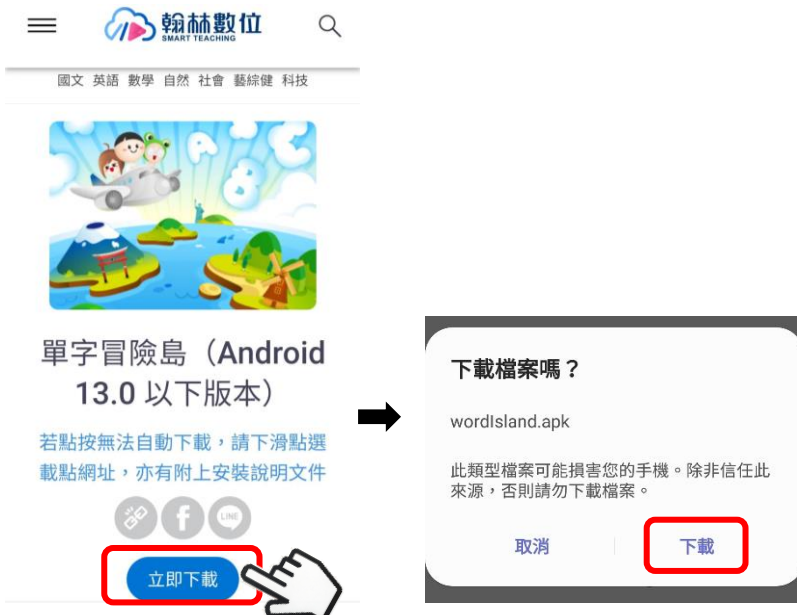 翰林數位
SMART TEACHING
國文 英語 數學 自然 社會 藝綜健 科技
A B C
單字冒險島（Android
13.0 以下版本）
若點按無法自動下載，請下滑點選
載點網址，亦有附上安裝說明文件
LINE
立即下載
下載檔案嗎？
wordIsland.apk
此類型檔案可能損害您的手機。除非信任此
來源，否則請勿下載檔案。
取消 下載